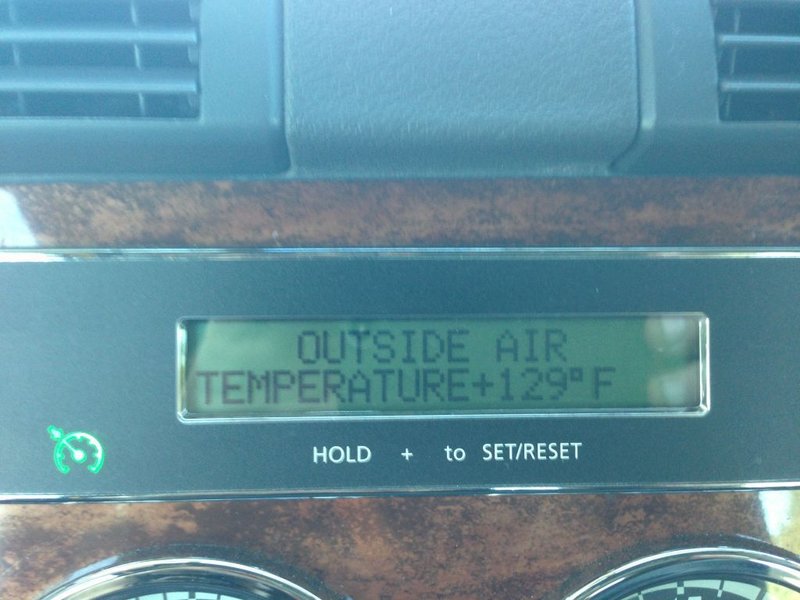 OUTSIDE AIR
TEMPERATURE+129°F
HOLD + to SET/RESET